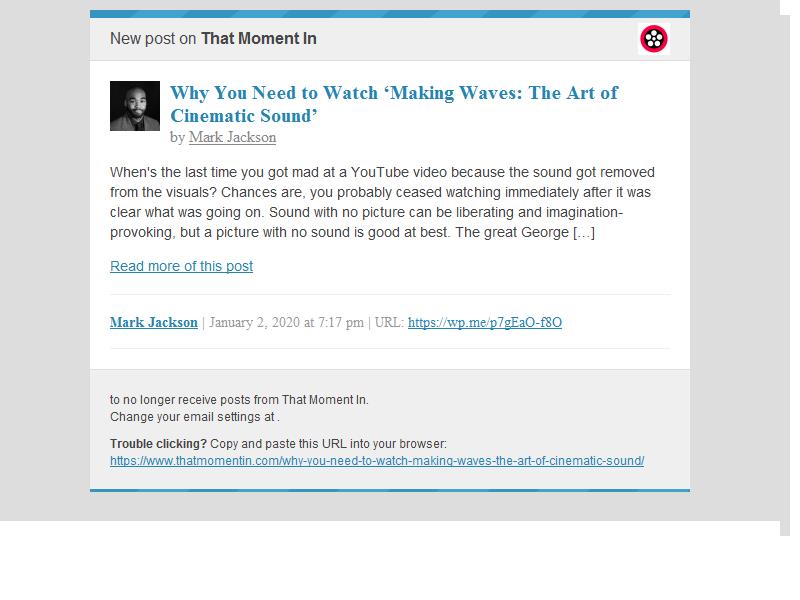 New post on That Moment In
Why You Need to Watch ‘Making Waves: The Art of
Cinematic Sound’
by Mark Jackson
When's the last time you got mad at a YouTube video because the sound got removed
from the visuals? Chances are, you probably ceased watching immediately after it was
clear what was going on. Sound with no picture can be liberating and imagination-
provoking, but a picture with no sound is good at best. The great George […]
Read more of this post
Mark Jackson | January 2, 2020 at 7:17 pm | URL: https://wp.me/p7gEaO-f8O
to no longer receive posts from That Moment In.
Change your email settings at .
Trouble clicking? Copy and paste this URL into your browser:
https://www.thatmomentin.com/why-you-need-to-watch-making-waves-the-art-of-cinematic-sound/